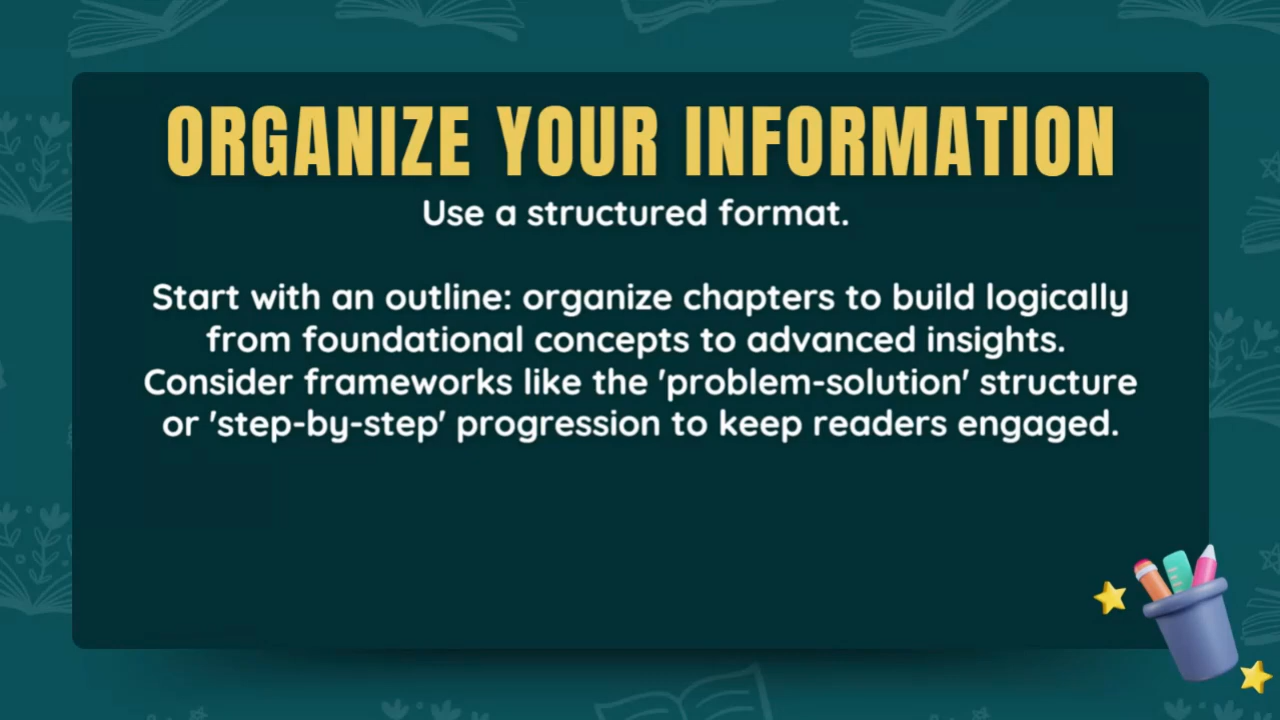 ORGANIZE YOUR INFORMATION
Use a structured format.
Start with an outline: organize chapters to build logically
from foundational concepts to advanced insights.
Consider frameworks like the 'problem-solution' structure
or 'step-by-step' progression to keep readers engaged.